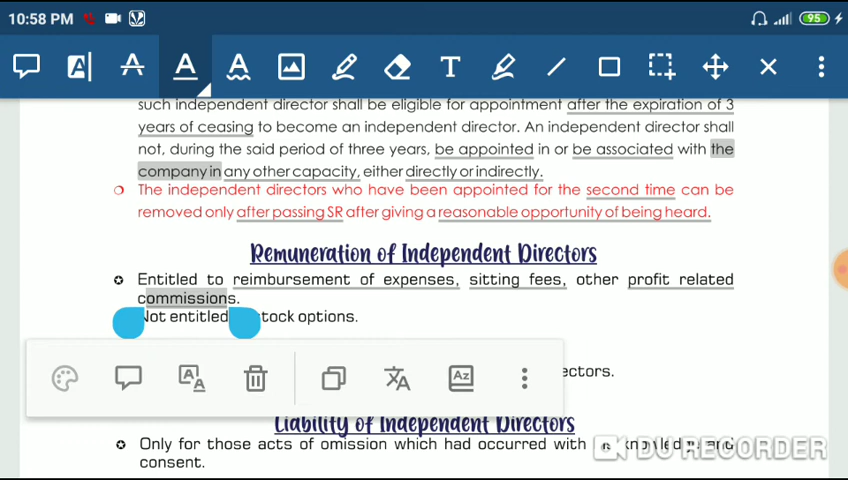 10:58 PM
95
such independent director shall be eligible for appointment after the expiration of 3
years of ceasing to become an independent director. An independent director shall
not, during the said period of three years, be appointed in or be associated with the
company in any other capacity, either directly or indirectly.
The independent directors who have been appointed for the second time can be
removed only after passing SR after giving a reasonable opportunity of being heard.
Remuneration of Independent Directors
Entitled to reimbursement of expenses, sitting fees, other profit related
commissions.
Not entitled stock options.
ectors.
Liability of Independent Directors
Only for those acts of omission which had occurred with knowledge and
consent.
DU RECORDER